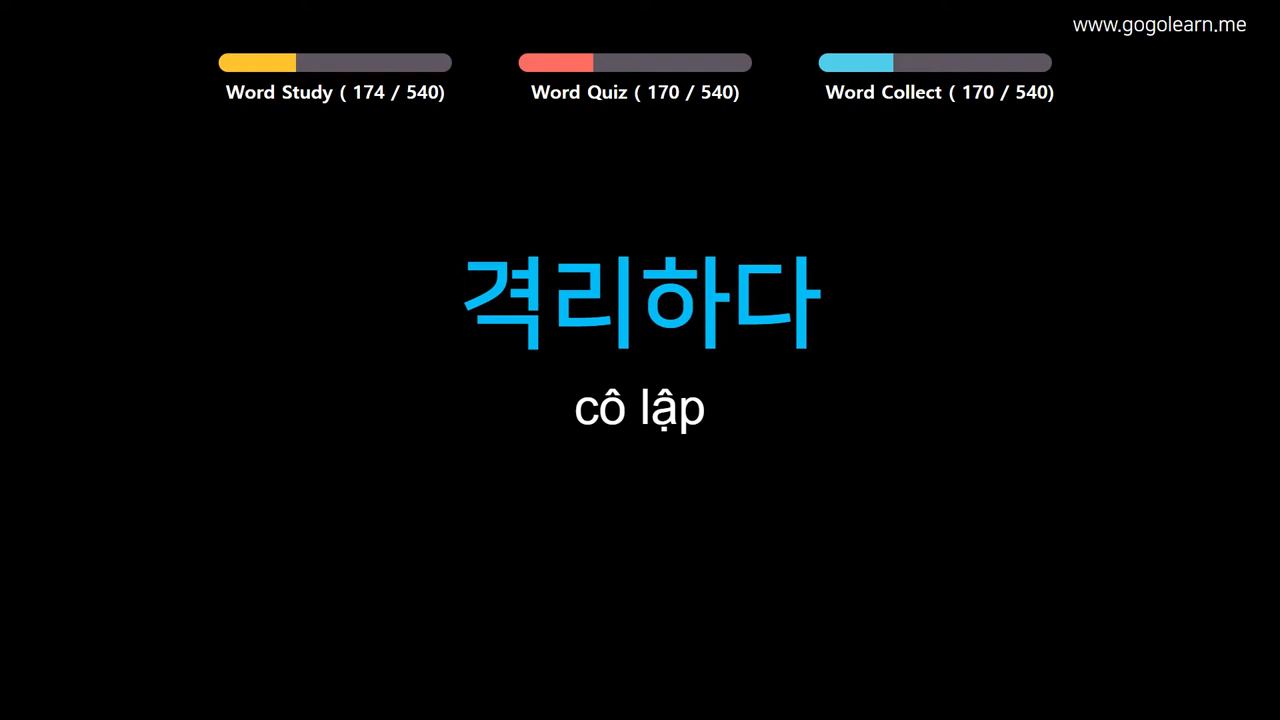 www.gogolearn.me
Word Study ( 174 / 540)
Word Quiz ( 170 / 540)
Word Collect ( 170 / 540)
격리하다
cô lập